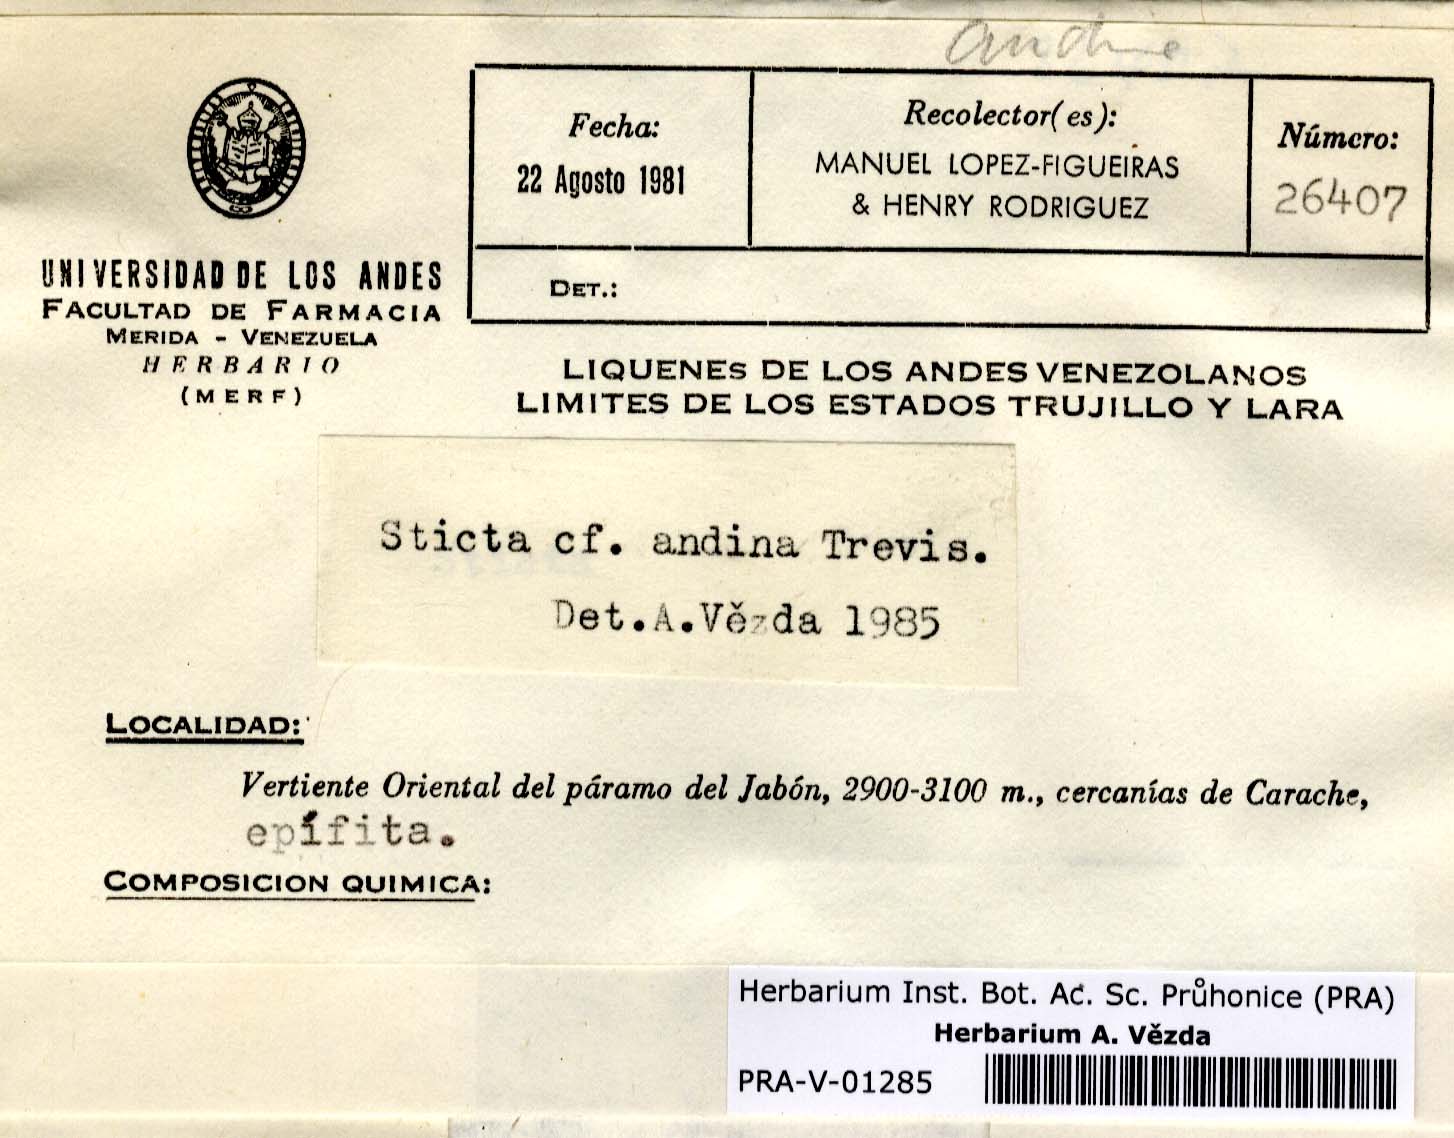 Fecha:
22 Agosto 1981
Recolector(es):
MANUEL LOPEZ-FIGUEIRAS
& HENRY RODRIGUEZ
Número:
26407
DET.:
UNIVERSIDAD DE LOS ANDES
FACULTAD DE FARMACIA
MERIDA - VENEZUELA
HERBARIO
(MERF)
LIQUENES DE LOS ANDES VENEZOLANOS
LIMITES DE LOS ESTADOS TRUJILLO Y LARA
Sticta cf. andina Trevis.
Det.A.Vězda 1985
LOCALIDAD:
Vertiente Oriental del páramo del Jabón, 2900-3100 m., cercanías de Carache,
epífita.
COMPOSICION QUIMICA:
Herbarium Inst. Bot. Ac. Sc. Průhonice (PRA)
Herbarium A. Vězda
PRA-V-01285